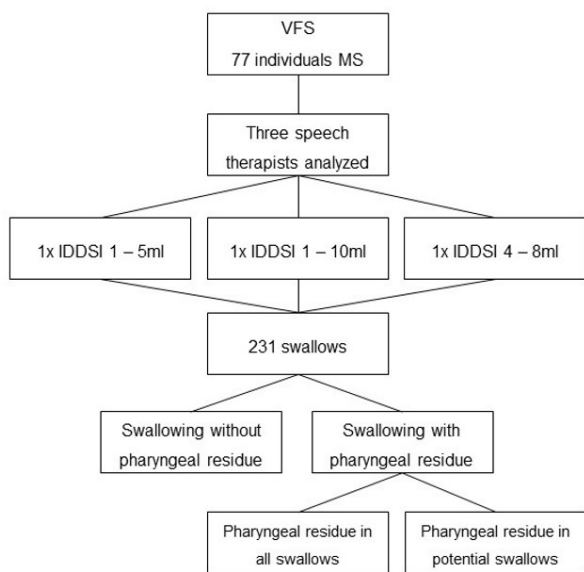 VFS
77 individuals MS
Three speech
therapists analyzed
1x IDDSI 1 – 5ml
1x IDDSI 1 – 10ml
1x IDDSI 4 – 8ml
231 swallows
Swallowing without
pharyngeal residue
Swallowing with
pharyngeal residue
Pharyngeal residue in
all swallows
Pharyngeal residue in
potential swallows